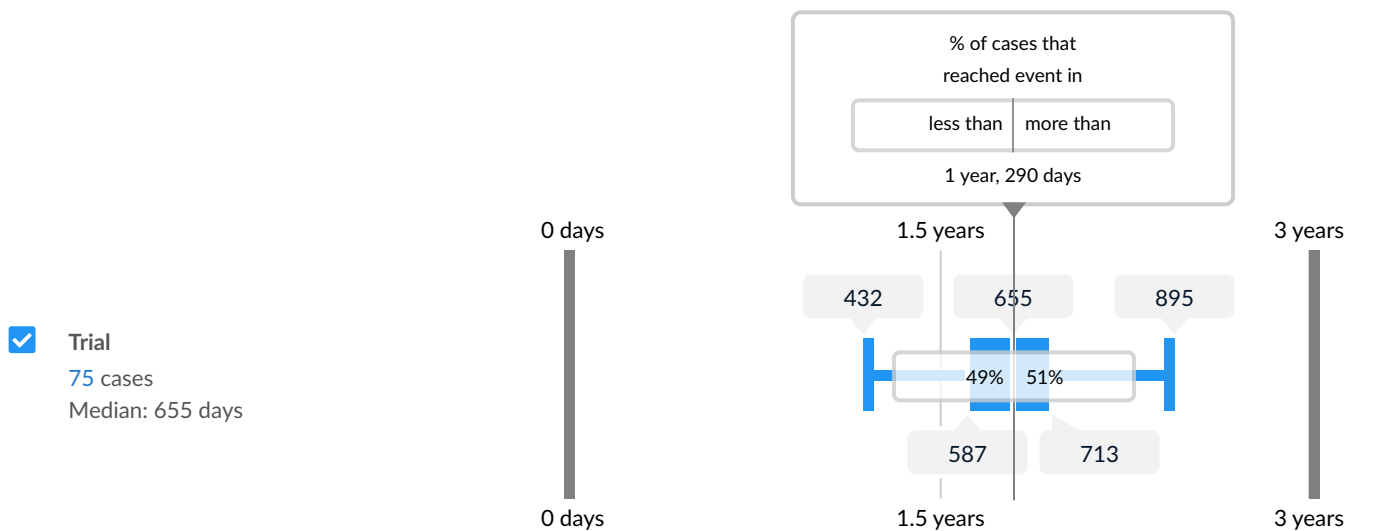 % of cases that
reached event in
less than more than
1 year, 290 days
0 days 1.5 years 3 years
432 655 895
Trial
75 cases
Median: 655 days
49% 51%
587 713
0 days 1.5 years 3 years